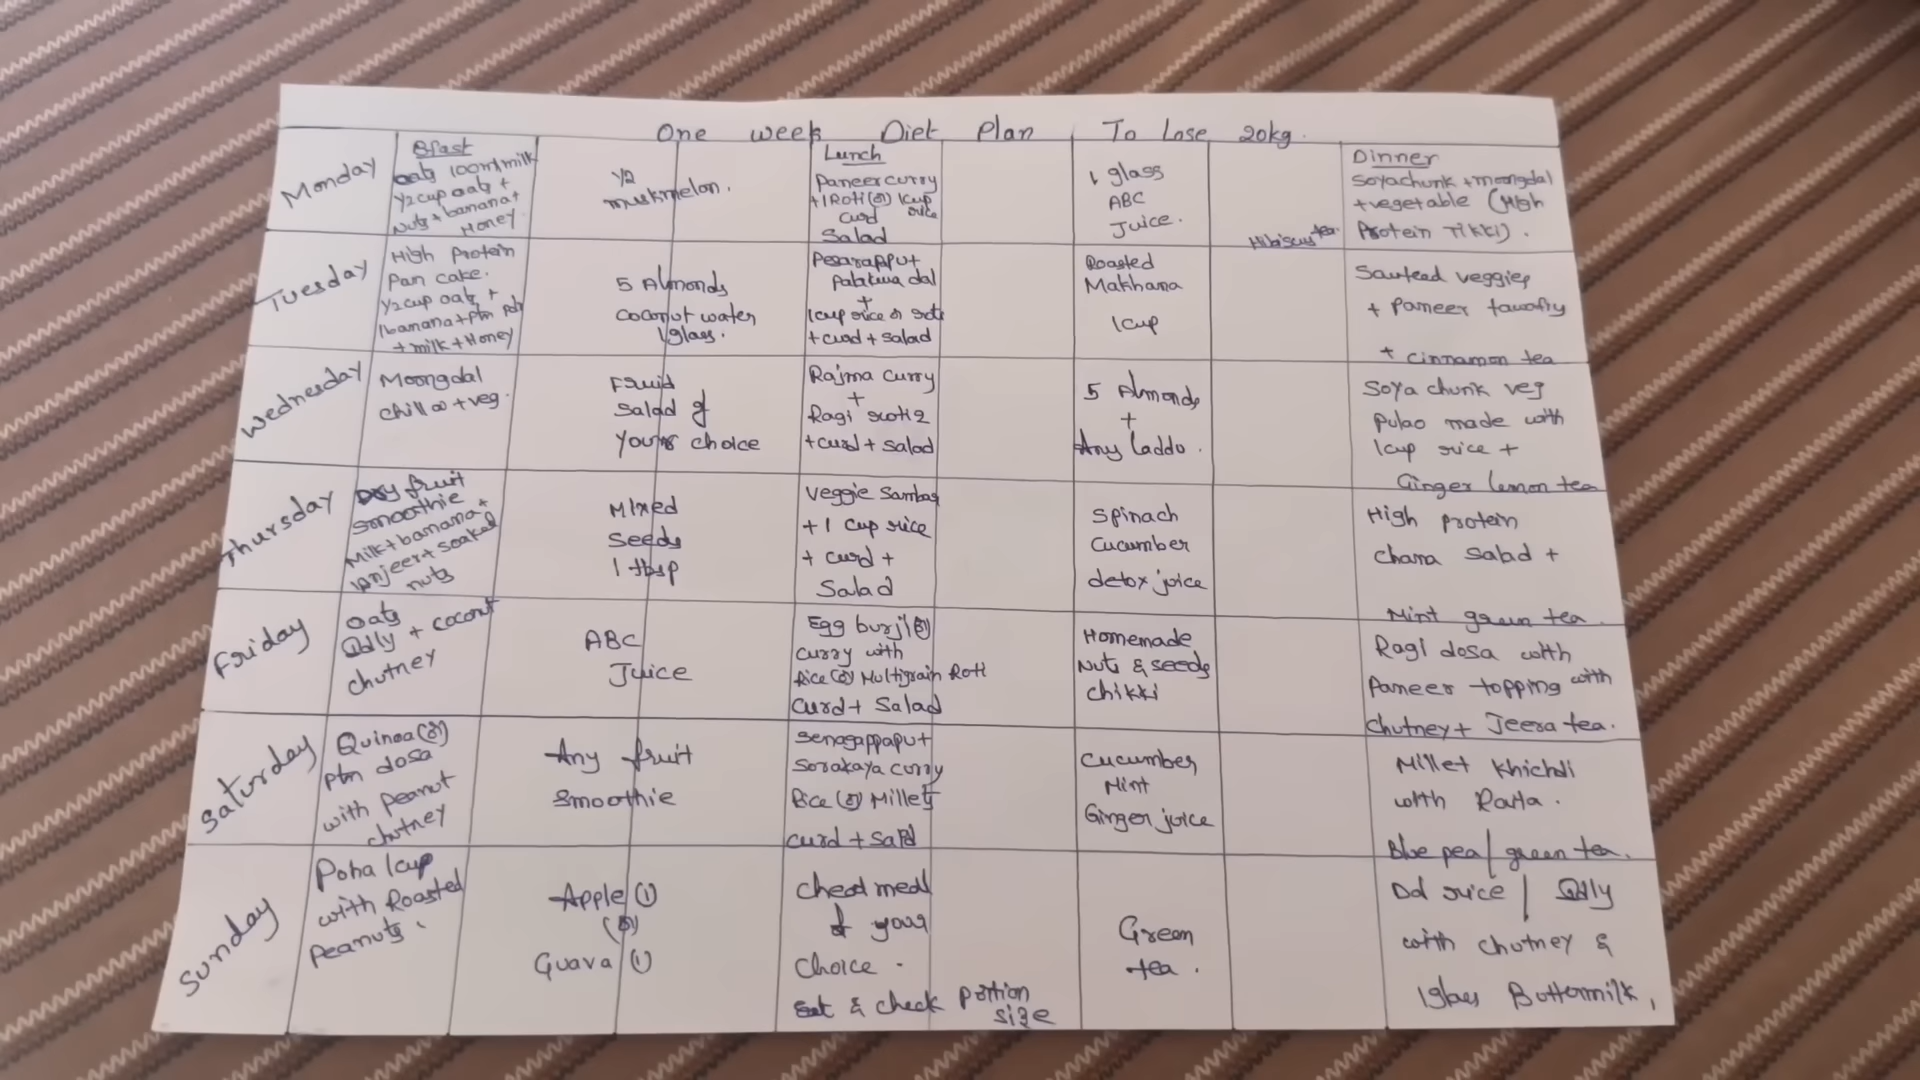 One week Diet Plan To Lose 20kg.
Monday
Bfast
oats 100ml milk
1/2 cup oats +
Nuts + banana +
Honey.
1/2
muskmelon.
Lunch
Paneer curry
+ 1 Roti (or) 1 cup
curd rice
Salad
1 glass
ABC
Juice.
Hibiscus tea.
Dinner
Soyachunk + moongdal
+ vegetable (High
Protein Tikki).
Tuesday
High Protein
Pan cake.
1/2 cup oats +
1 banana + ptn pdr
+ milk + Honey
5 Almonds
coconut water
1 glass.
Pesarapput
Palakura dal
+
1 cup rice or roti
+ curd + salad
Roasted
Makhana
1 cup
Sauteed veggies
+ Paneer tawafry
+ cinnamon tea
Wednesday
Moongdal
chilla + veg.
Fruid
Salad of
Your choice
Rajma curry
+
Ragi roti 2
+ curd + salad
5 Almonds
+
Any laddo.
Soya chunk veg
Pulao made with
1 cup rice +
Ginger lemon tea
Thursday
Dry fruit
Smoothie
Milk + banana +
1 anjeer + soaked
nuts
Mixed
Seeds
1 tbsp
Veggie Sambar
+ 1 cup rice
+ curd +
Salad
Spinach
Cucumber
detox juice
High protein
Chana Salad +
Mint green tea.
Friday
Oats
Idly + coconut
chutney
ABC
Juice
Egg burji (or)
curry with
Rice (or) Multigrain Roti
Curd + Salad
Homemade
Nuts & seeds
chikki
Ragi dosa with
Paneer topping with
chutney + Jeera tea.
Saturday
Quinoa (or)
ptn dosa
with peanut
chutney
Any fruit
Smoothie
Senagappaput
Sorakaya curry
Rice (or) Millets
curd + Salad
Cucumber
Mint
Ginger juice
Millet Khichdi
with Raita.
Blue pea / green tea.
Sunday
Poha 1 cup
with Roasted
Peanuts.
Apple (1)
(or)
Guava (1)
Cheat meal
of your
Choice.
Eat & check portion
size
Green
tea.
Dal rice / Idly
with chutney &
1 glass Buttermilk.